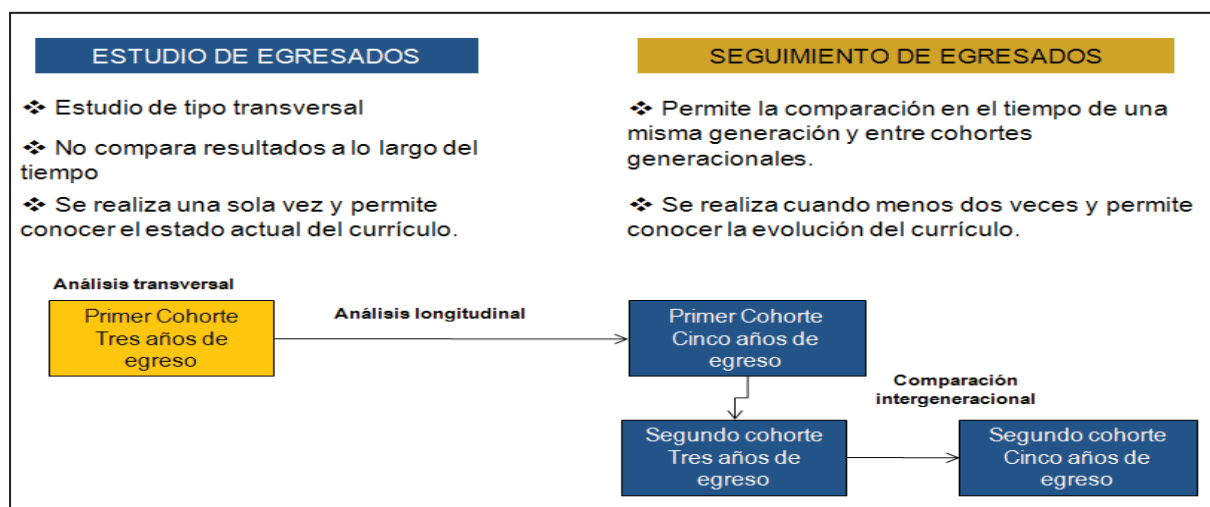 ESTUDIO DE EGRESADOS
❖ Estudio de tipo transversal
❖ No compara resultados a lo largo del
tiempo
❖ Se realiza una sola vez y permite
conocer el estado actual del currículo.
SEGUIMIENTO DE EGRESADOS
❖ Permite la comparación en el tiempo de una
misma generación y entre cohortes
generacionales.
❖ Se realiza cuando menos dos veces y permite
conocer la evolución del currículo.
Análisis transversal
Primer Cohorte
Tres años de
egreso
Análisis longitudinal
Primer Cohorte
Cinco años de
egreso
Comparación
intergeneracional
Segundo cohorte
Tres años de
egreso
Segundo cohorte
Cinco años de
egreso